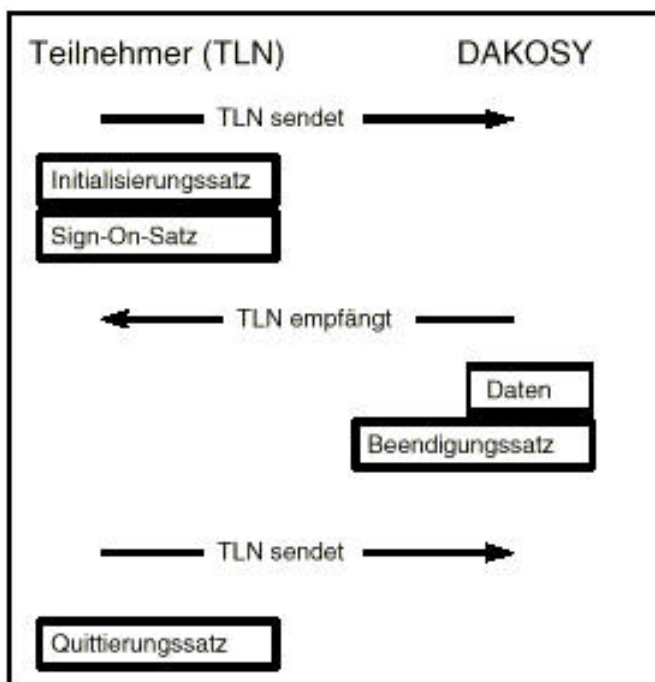 Teilnehmer (TLN) DAKOSY
TLN sendet
Initialisierungssatz
Sign-On-Satz
TLN empfängt
Daten
Beendigungssatz
TLN sendet
Quittierungssatz